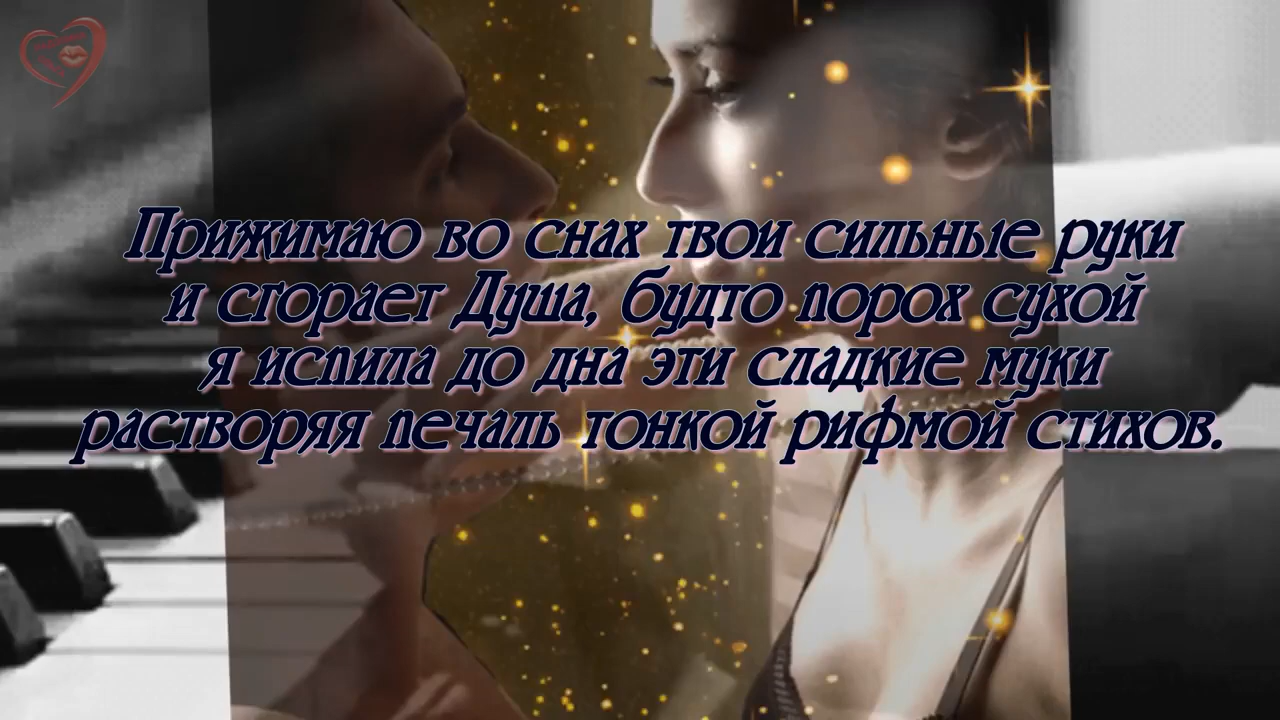 Прижимаю во снах твои сильные руки
и сгорает Душа, будто порох сухой
я испила до дна эти сладкие муки
растворяя печаль тонкой рифмой стихов.